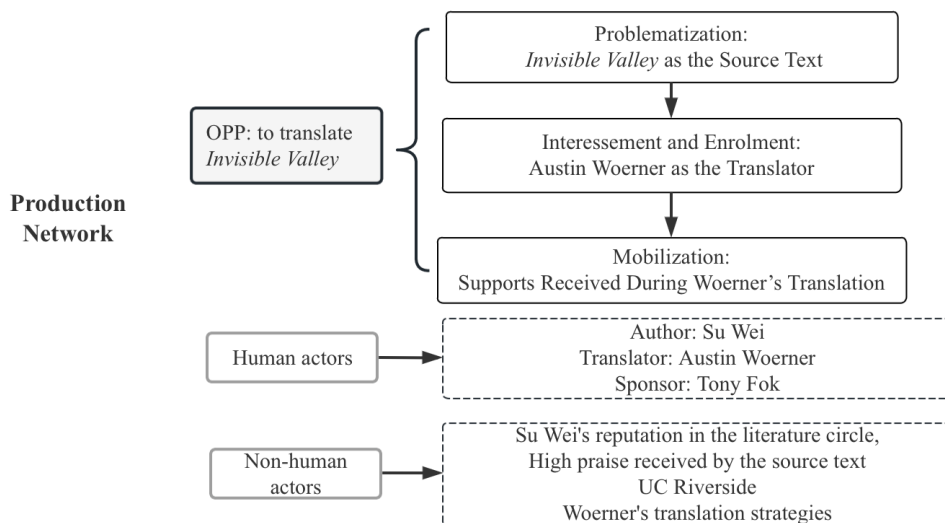 Problematization:
Invisible Valley as the Source Text
OPP: to translate
Invisible Valley
Interessement and Enrolment:
Austin Woerner as the Translator
Production
Network
Mobilization:
Supports Received During Woerner’s Translation
Human actors
Author: Su Wei
Translator: Austin Woerner
Sponsor: Tony Fok
Non-human
actors
Su Wei's reputation in the literature circle,
High praise received by the source text
UC Riverside
Woerner's translation strategies